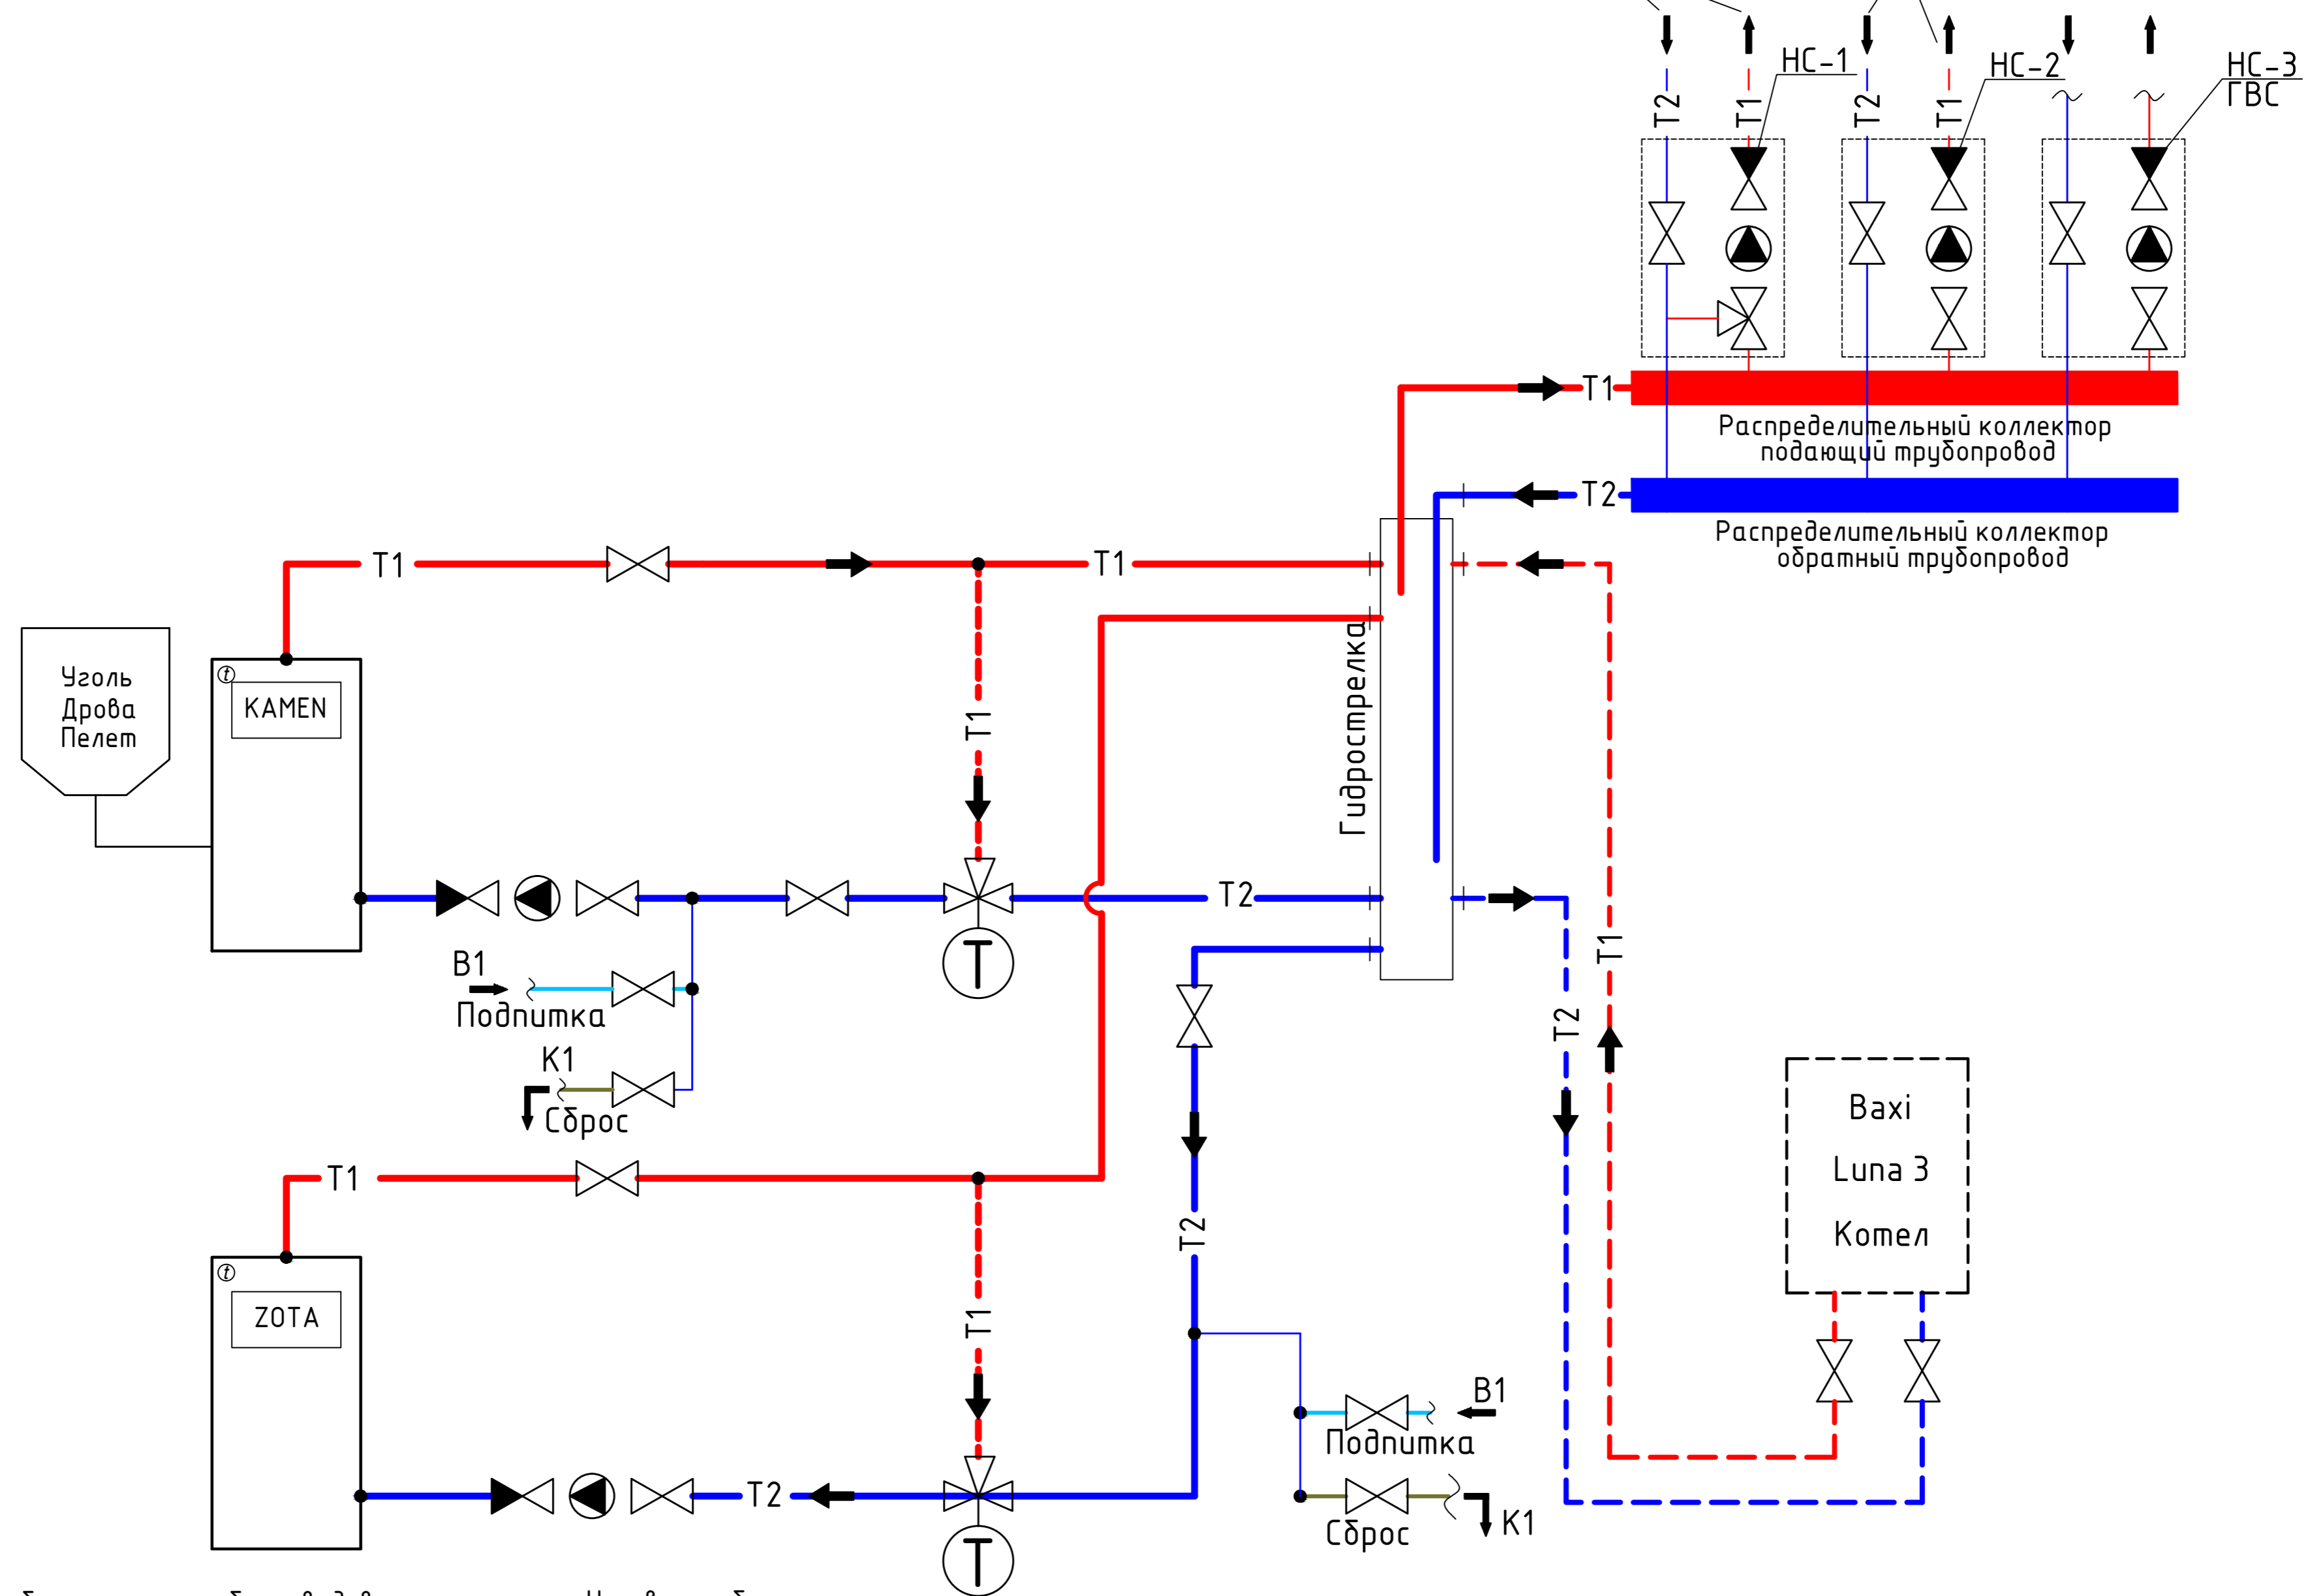 НС-1
НС-2
НС-3
ГВС
Т2
Т1
Т2
Т1
Т1
Распределительный коллектор
подающий трубопровод
Т2
Распределительный коллектор
обратный трубопровод
Т1
Т1
Уголь
Дрова
Пелет
KAMEN
t
Т1
Гидрострелка
Т2
Т
В1
Подпитка
К1
Сброс
Т1
Т2
Baxi
Luna 3
Котел
Т1
Т2
t
ZOTA
Т1
В1
Подпитка
Т2
Сброс
К1
Т